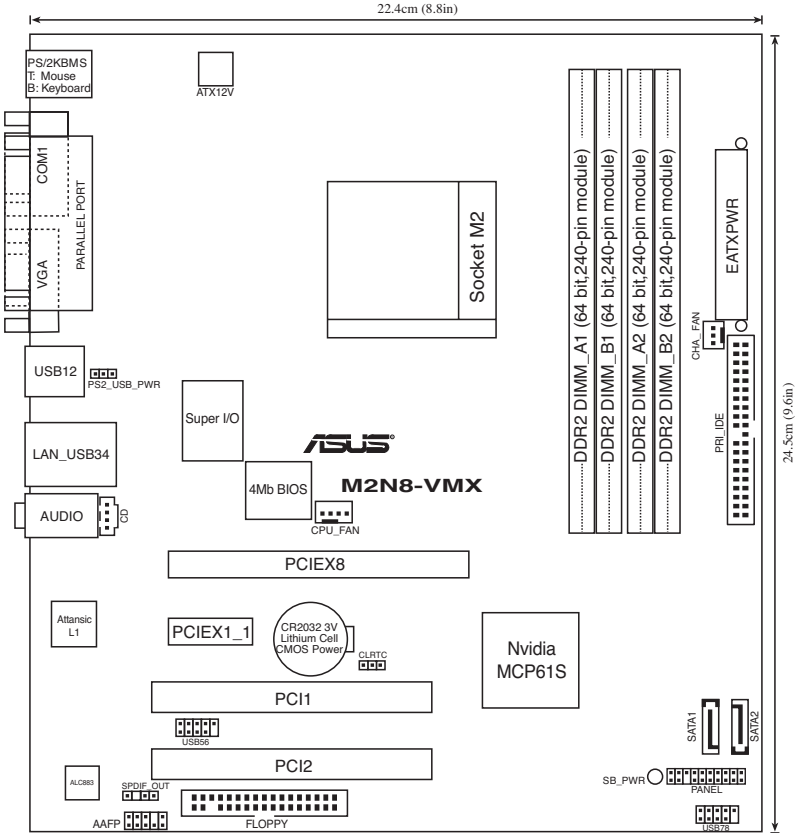 22.4cm (8.8in)
PS/2KBMS
T: Mouse
B: Keyboard
ATX12V
COM1
PARALLEL PORT
VGA
Socket M2
DDR2 DIMM_A1 (64 bit,240-pin module)
DDR2 DIMM_B1 (64 bit,240-pin module)
DDR2 DIMM_A2 (64 bit,240-pin module)
DDR2 DIMM_B2 (64 bit,240-pin module)
EATXPWR
CHA_FAN
24.5cm (9.6in)
USB12
PS2_USB_PWR
PRI_IDE
Super I/O
ASUS
LAN_USB34
4Mb BIOS
M2N8-VMX
AUDIO
CD
CPU_FAN
PCIEX8
Attansic
L1
PCIEX1_1
CR2032 3V
Lithium Cell
CMOS Power
CLRTC
Nvidia
MCP61S
PCI1
SATA1
SATA2
USB56
PCI2
ALC883
SPDIF_OUT
SB_PWR
PANEL
AAFP
FLOPPY
USB78